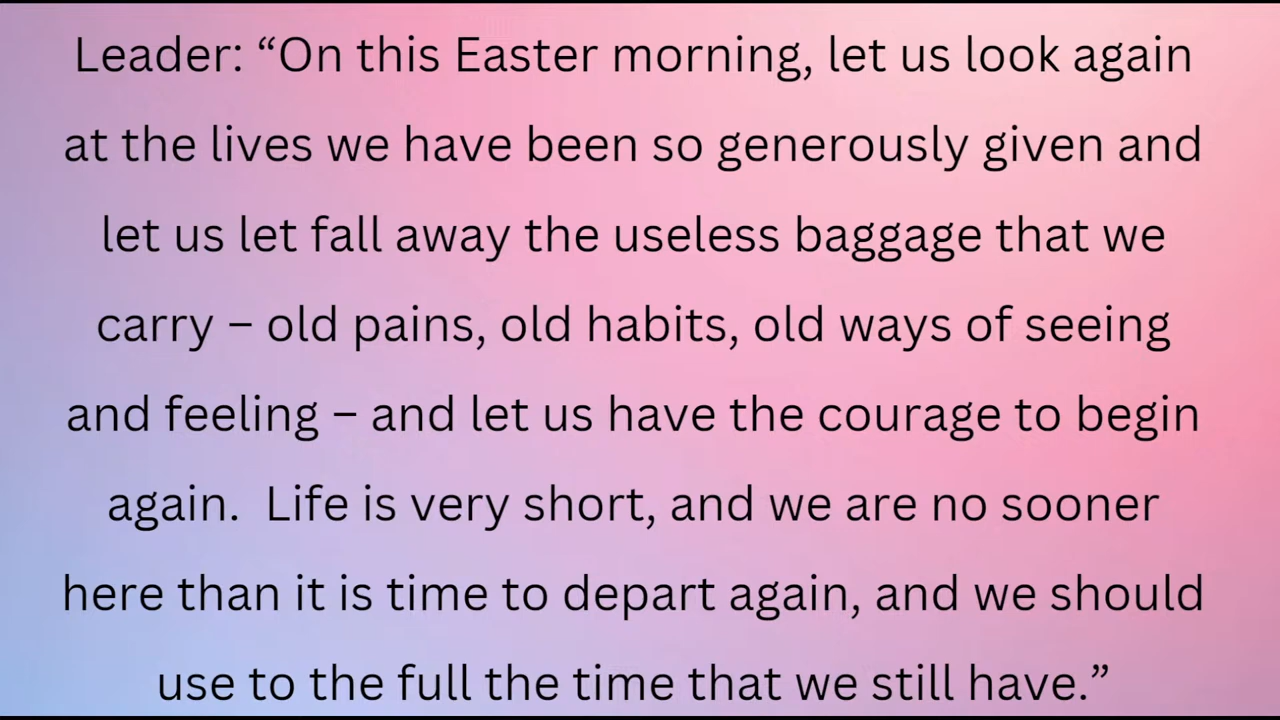 Leader: “On this Easter morning, let us look again
at the lives we have been so generously given and
let us let fall away the useless baggage that we
carry – old pains, old habits, old ways of seeing
and feeling – and let us have the courage to begin
again.  Life is very short, and we are no sooner
here than it is time to depart again, and we should
use to the full the time that we still have.”